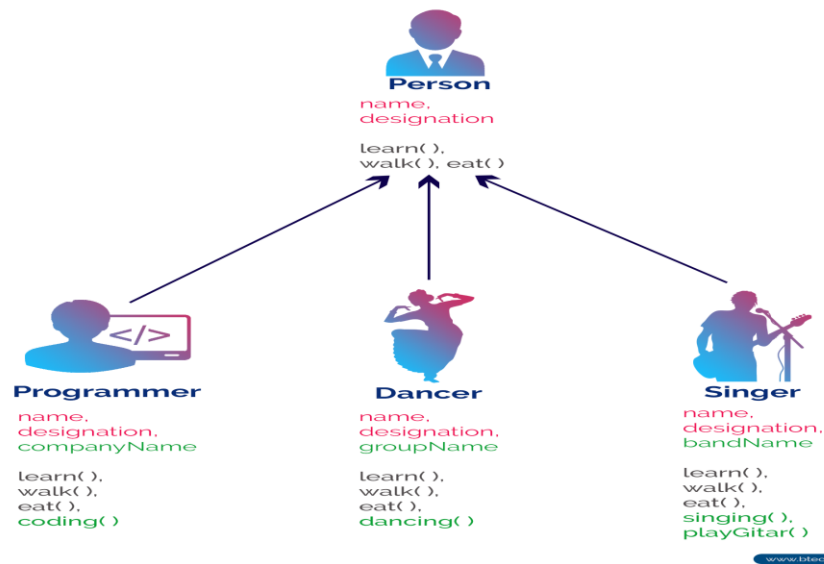 Person
name,
designation
learn( ),
walk( ), eat( )
</>
Programmer
name,
designation,
companyName
learn( ),
walk( ),
eat( ),
coding( )
Dancer
name,
designation,
groupName
learn( ),
walk( ),
eat( ),
dancing( )
Singer
name,
designation,
bandName
learn( ),
walk( ),
eat( ),
singing( ),
playGitar( )